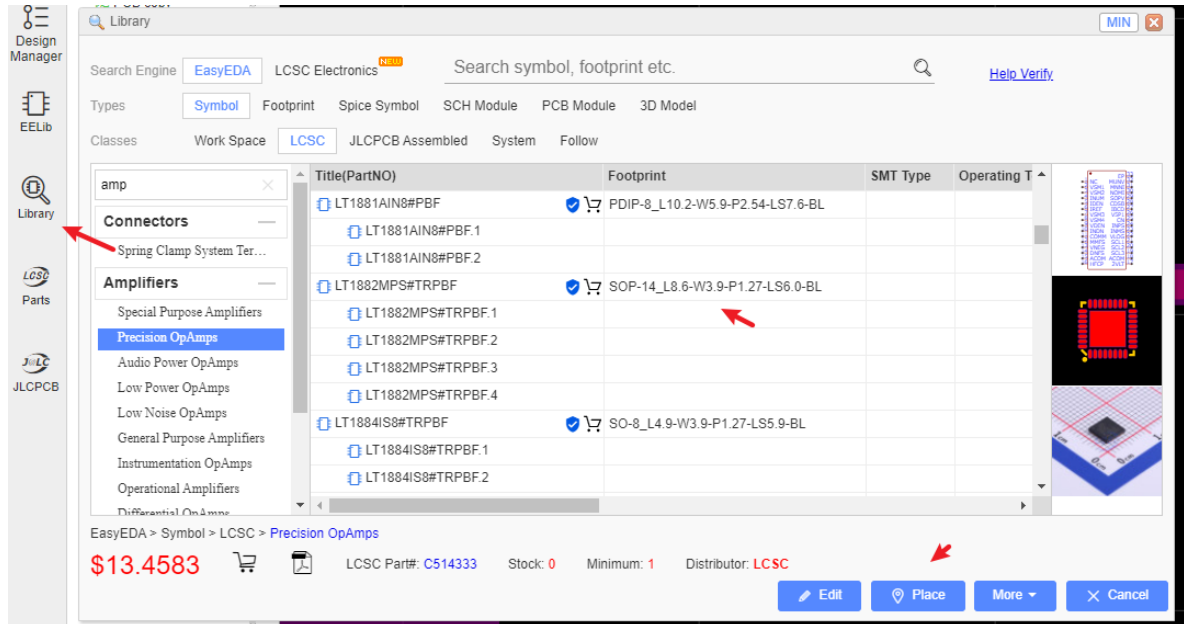 Design
Manager
EELib
Library
LCSC
Parts
JLCPCB
Library
MIN
Search Engine EasyEDA LCSC Electronics NEW Search symbol, footprint etc. Help Verify
Types Symbol Footprint Spice Symbol SCH Module PCB Module 3D Model
Classes Work Space LCSC JLCPCB Assembled System Follow
amp
Connectors
Spring Clamp System Ter...
Amplifiers
Special Purpose Amplifiers
Precision OpAmps
Audio Power OpAmps
Low Power OpAmps
Low Noise OpAmps
General Purpose Amplifiers
Instrumentation OpAmps
Operational Amplifiers
Differential OpAmps
Title(PartNO) Footprint SMT Type Operating T
LT1881AIN8#PBF PDIP-8_L10.2-W5.9-P2.54-LS7.6-BL
LT1881AIN8#PBF.1
LT1881AIN8#PBF.2
LT1882MPS#TRPBF SOP-14_L8.6-W3.9-P1.27-LS6.0-BL
LT1882MPS#TRPBF.1
LT1882MPS#TRPBF.2
LT1882MPS#TRPBF.3
LT1882MPS#TRPBF.4
LT1884IS8#TRPBF SO-8_L4.9-W3.9-P1.27-LS5.9-BL
LT1884IS8#TRPBF.1
LT1884IS8#TRPBF.2
EasyEDA > Symbol > LCSC > Precision OpAmps
$13.4583 LCSC Part#: C514333 Stock: 0 Minimum: 1 Distributor: LCSC
Edit Place More Cancel